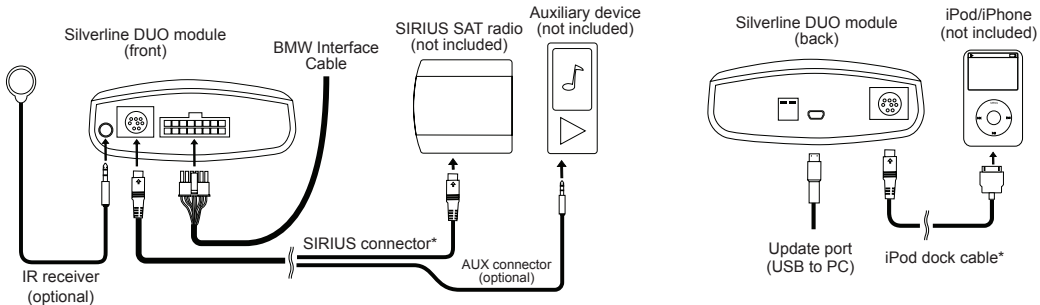 Silverline DUO module
(front)
BMW Interface
Cable
SIRIUS SAT radio
(not included)
Auxiliary device
(not included)
IR receiver
(optional)
SIRIUS connector*
AUX connector
(optional)
Silverline DUO module
(back)
iPod/iPhone
(not included)
Update port
(USB to PC)
iPod dock cable*